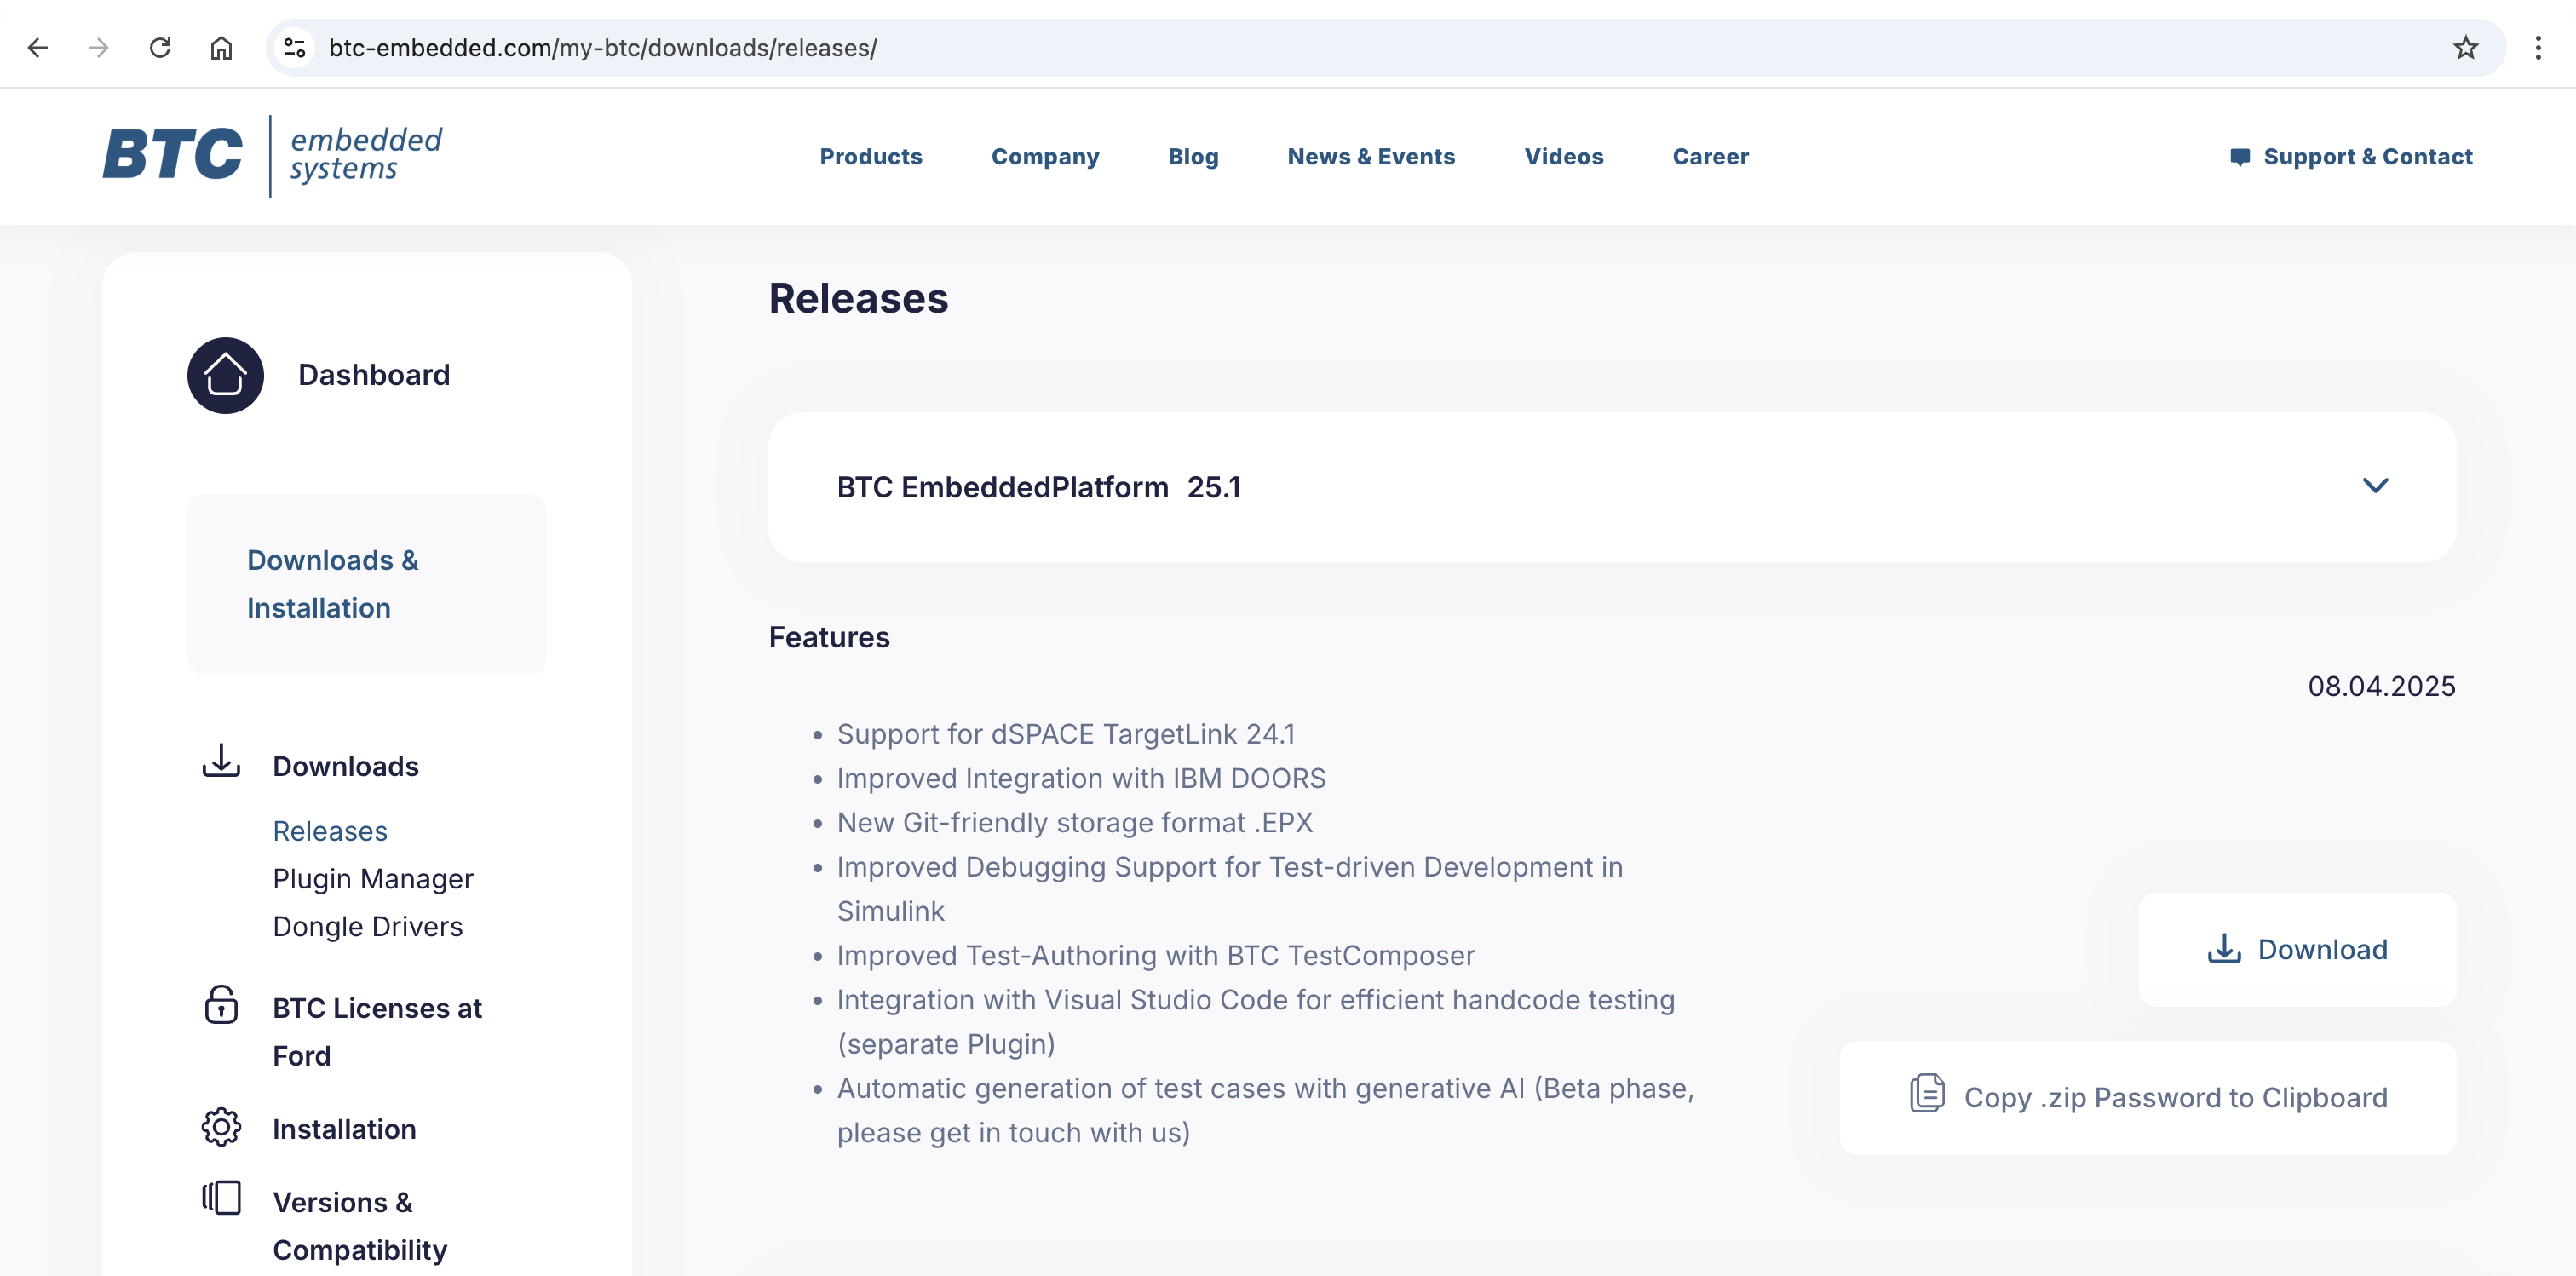 btc-embedded.com/my-btc/downloads/releases/
BTC embedded
systems
Products Company Blog News & Events Videos Career Support & Contact
Dashboard
Downloads &
Installation
Downloads
Releases
Plugin Manager
Dongle Drivers
BTC Licenses at
Ford
Installation
Versions &
Compatibility
Releases
BTC EmbeddedPlatform 25.1
Features
08.04.2025
• Support for dSPACE TargetLink 24.1
• Improved Integration with IBM DOORS
• New Git-friendly storage format .EPX
• Improved Debugging Support for Test-driven Development in
Simulink
• Improved Test-Authoring with BTC TestComposer
• Integration with Visual Studio Code for efficient handcode testing
(separate Plugin)
• Automatic generation of test cases with generative AI (Beta phase,
please get in touch with us)
Download
Copy .zip Password to Clipboard